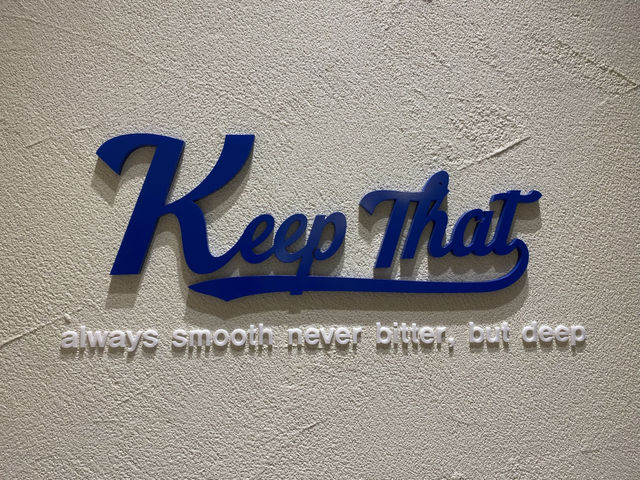 Keep That
always smooth never bitter, but deep